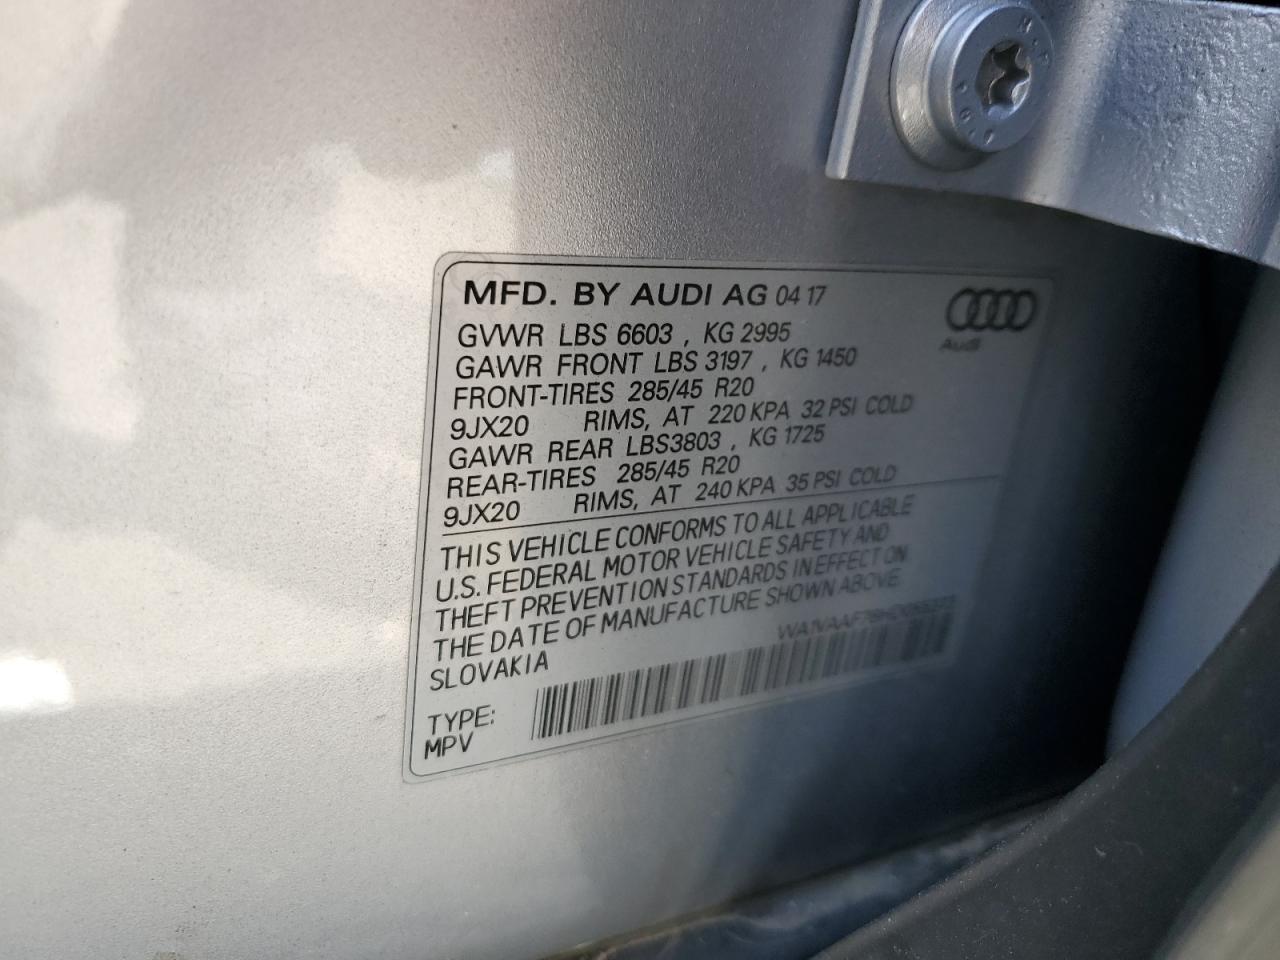 MFD. BY AUDI AG 04 17
Audi
GVWR LBS 6603 , KG 2995
GAWR FRONT LBS 3197 , KG 1450
FRONT-TIRES 285/45 R20
9JX20 RIMS, AT 220 KPA 32 PSI COLD
GAWR REAR LBS3803 , KG 1725
REAR-TIRES 285/45 R20
9JX20 RIMS, AT 240 KPA 35 PSI COLD
THIS VEHICLE CONFORMS TO ALL APPLICABLE
U.S. FEDERAL MOTOR VEHICLE SAFETY AND
THEFT PREVENTION STANDARDS IN EFFECT ON
THE DATE OF MANUFACTURE SHOWN ABOVE
SLOVAKIA
TYPE:
MPV